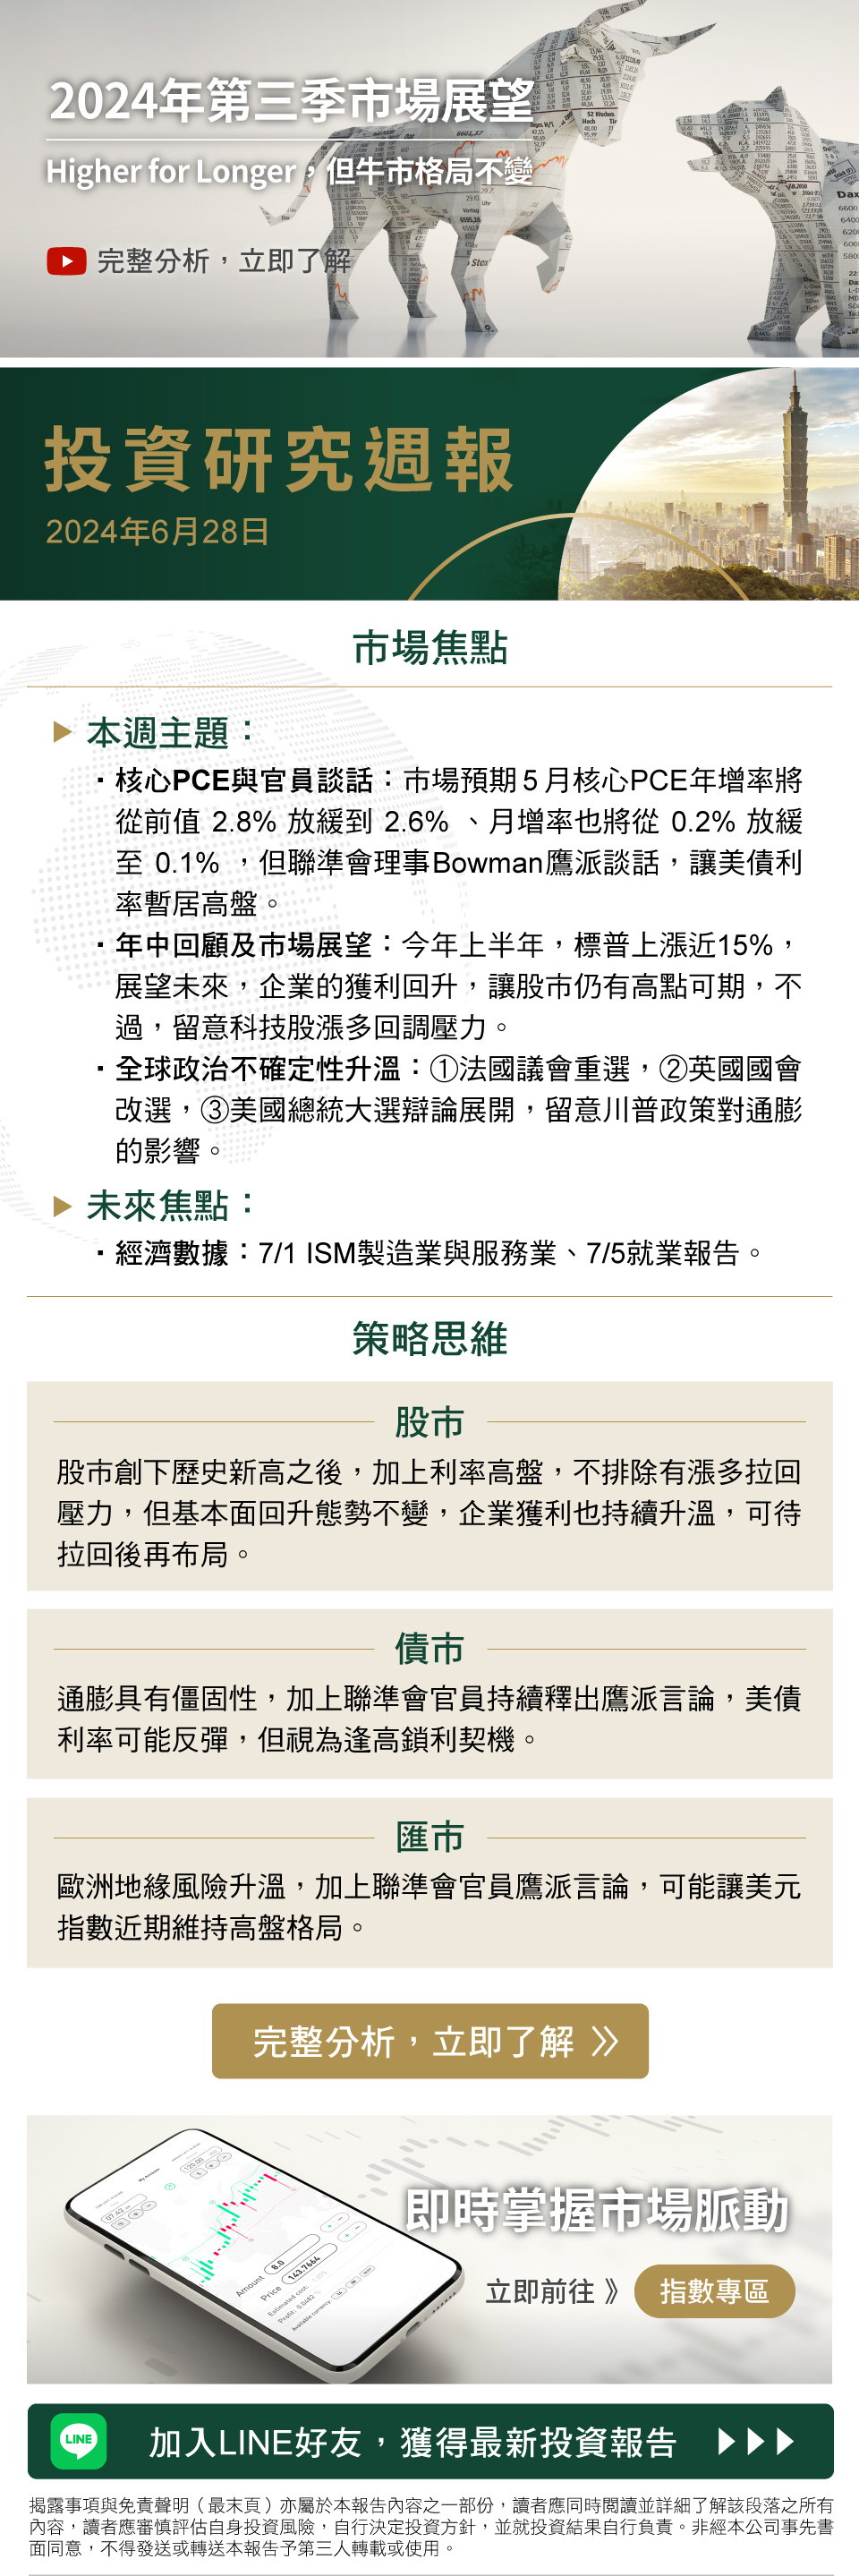 2024年第三季市場展望
Higher for Longer，但牛市格局不變
完整分析，立即了解
投資研究週報
2024年6月28日
市場焦點
本週主題：
・核心PCE與官員談話：市場預期５月核心PCE年增率將
從前值 2.8% 放緩到 2.6% 、月增率也將從 0.2% 放緩
至 0.1% ，但聯準會理事Bowman鷹派談話，讓美債利
率暫居高盤。
・年中回顧及市場展望：今年上半年，標普上漲近15%，
展望未來，企業的獲利回升，讓股市仍有高點可期，不
過，留意科技股漲多回調壓力。
・全球政治不確定性升溫：①法國議會重選，②英國國會
改選，③美國總統大選辯論展開，留意川普政策對通膨
的影響。
未來焦點：
・經濟數據：7/1 ISM製造業與服務業、7/5就業報告。
策略思維
股市
股市創下歷史新高之後，加上利率高盤，不排除有漲多拉回
壓力，但基本面回升態勢不變，企業獲利也持續升溫，可待
拉回後再布局。
債市
通膨具有僵固性，加上聯準會官員持續釋出鷹派言論，美債
利率可能反彈，但視為逢高鎖利契機。
匯市
歐洲地緣風險升溫，加上聯準會官員鷹派言論，可能讓美元
指數近期維持高盤格局。
完整分析，立即了解 》
Amount 8.0
Price 143.7664
即時掌握市場脈動
立即前往 》 指數專區
LINE 加入LINE好友，獲得最新投資報告
揭露事項與免責聲明（最末頁）亦屬於本報告內容之一部份，讀者應同時閱讀並詳細了解該段落之所有
內容，讀者應審慎評估自身投資風險，自行決定投資方針，並就投資結果自行負責。非經本公司事先書
面同意，不得發送或轉送本報告予第三人轉載或使用。